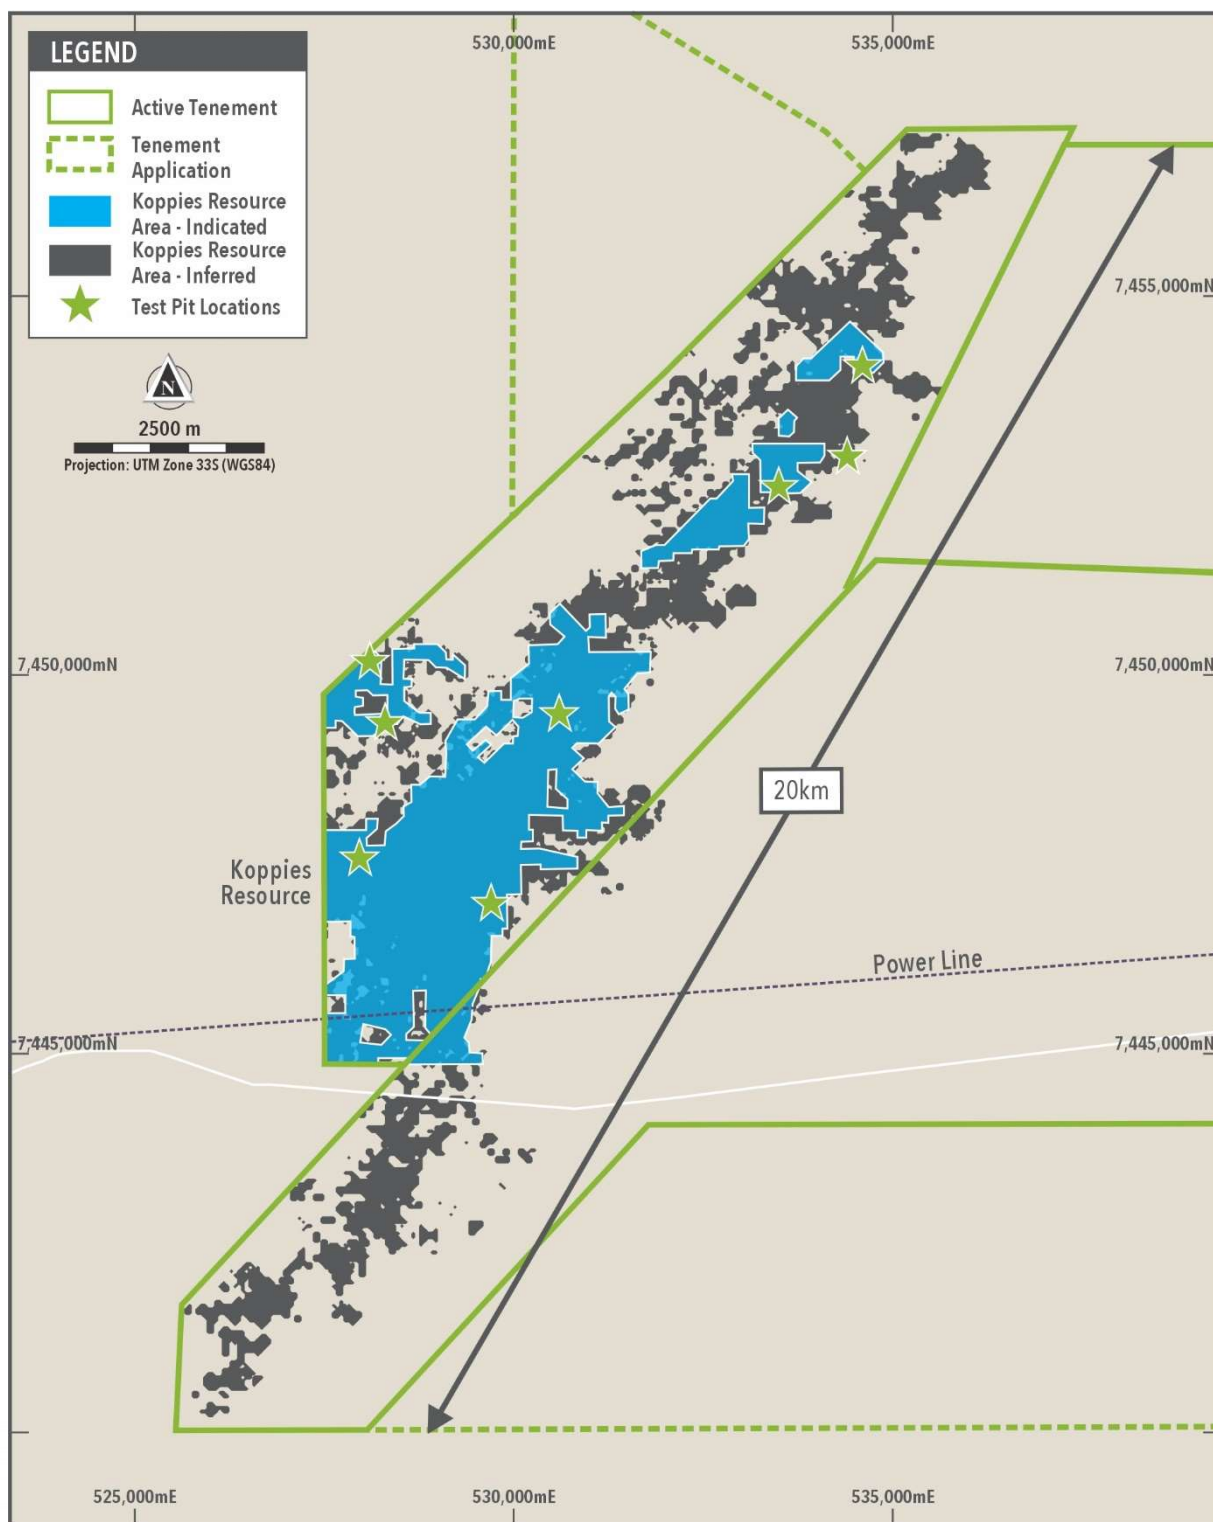 530,000mE
535,000mE
LEGEND
Active Tenement
Tenement
Application
Koppies Resource
Area - Indicated
Koppies Resource
Area - Inferred
Test Pit Locations
N
2500 m
Projection: UTM Zone 33S (WGS84)
7,455,000mN
7,450,000mN
7,450,000mN
20km
Koppies
Resource
Power Line
7,445,000mN
7,445,000mN
525,000mE
530,000mE
535,000mE